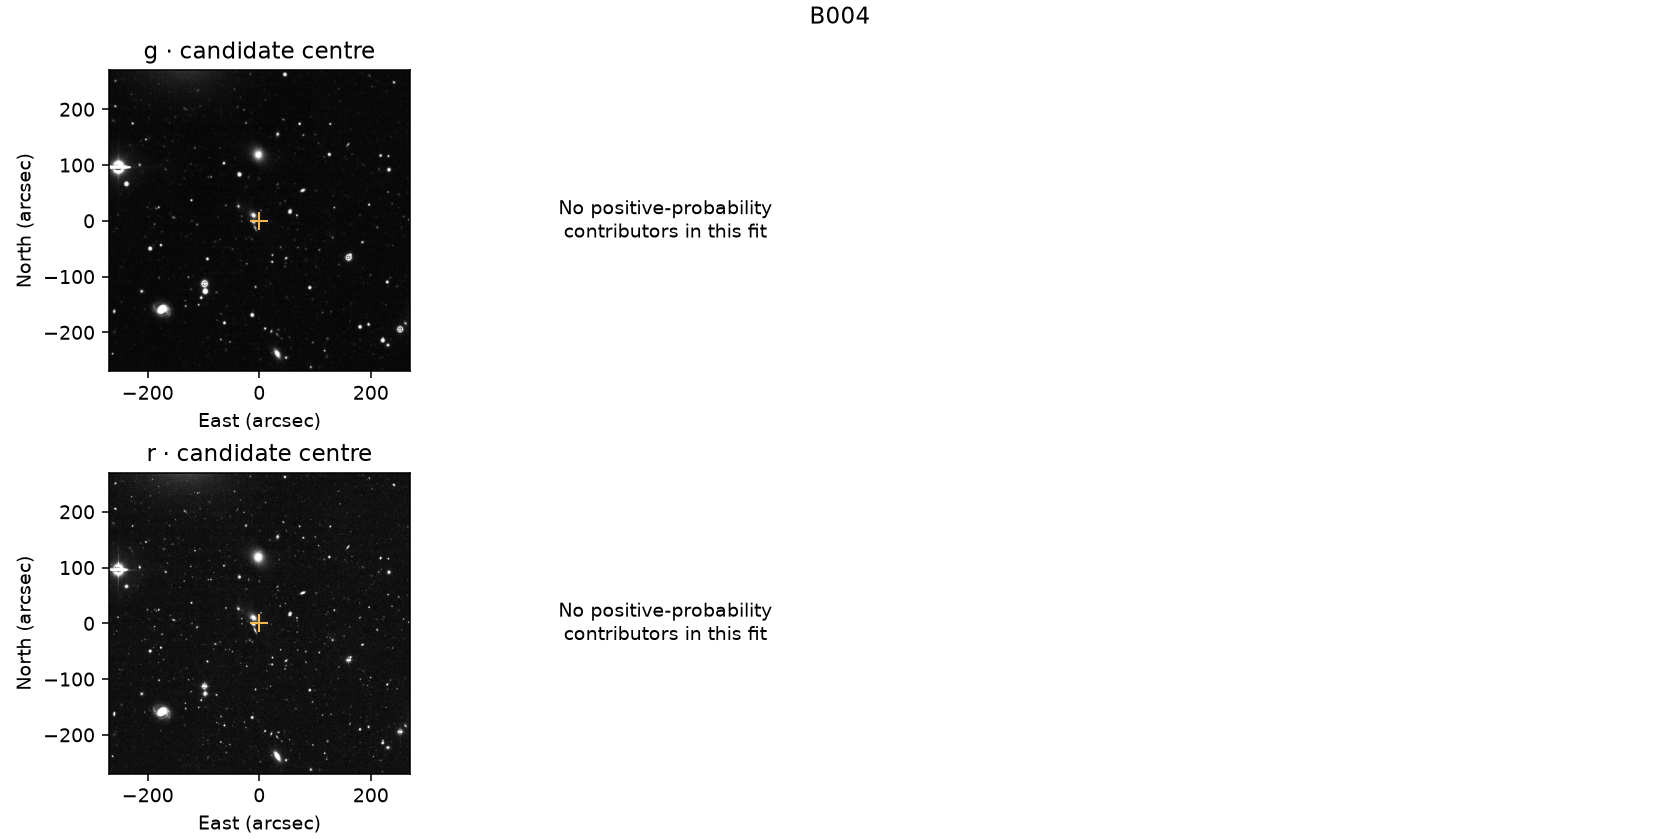 B004
g · candidate centre
North (arcsec)
200
100
0
−100
−200
−200
0
200
East (arcsec)
No positive-probability
contributors in this fit
r · candidate centre
North (arcsec)
200
100
0
−100
−200
−200
0
200
East (arcsec)
No positive-probability
contributors in this fit